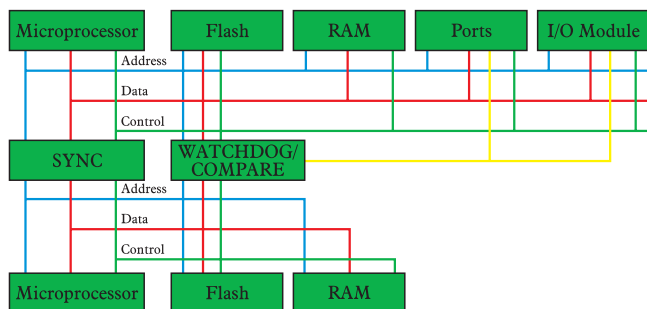 Microprocessor
Flash
RAM
Ports
I/O Module
Address
Data
Control
SYNC
WATCHDOG/
COMPARE
Address
Data
Control
Microprocessor
Flash
RAM